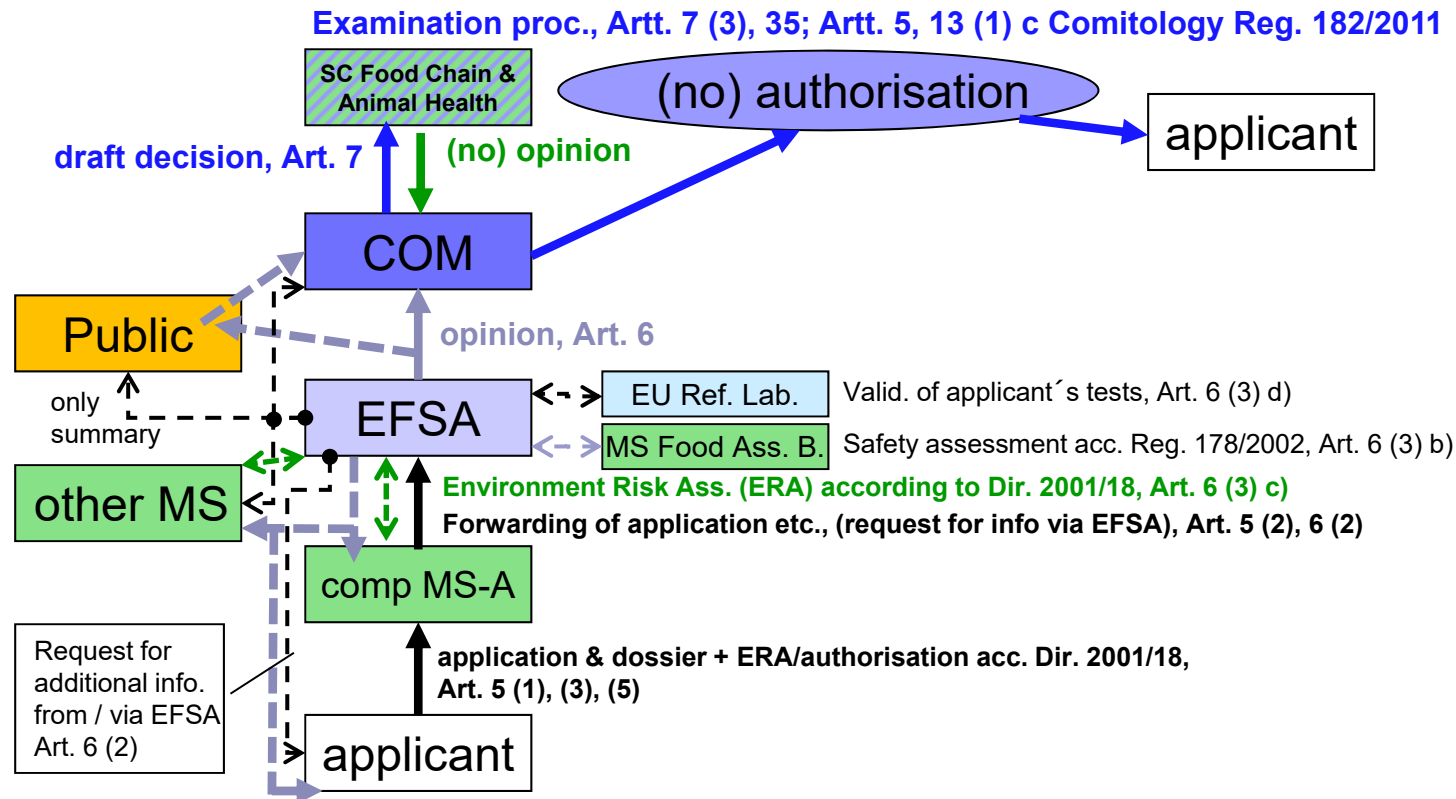 Examination proc., Artt. 7 (3), 35; Artt. 5, 13 (1) c Comitology Reg. 182/2011
SC Food Chain &
Animal Health
(no) authorisation
applicant
draft decision, Art. 7
(no) opinion
COM
Public
opinion, Art. 6
only
summary
EFSA
EU Ref. Lab.
Valid. of applicant´s tests, Art. 6 (3) d)
MS Food Ass. B.
Safety assessment acc. Reg. 178/2002, Art. 6 (3) b)
other MS
Environment Risk Ass. (ERA) according to Dir. 2001/18, Art. 6 (3) c)
Forwarding of application etc., (request for info via EFSA), Art. 5 (2), 6 (2)
comp MS-A
Request for
additional info.
from / via EFSA
Art. 6 (2)
application & dossier + ERA/authorisation acc. Dir. 2001/18,
Art. 5 (1), (3), (5)
applicant